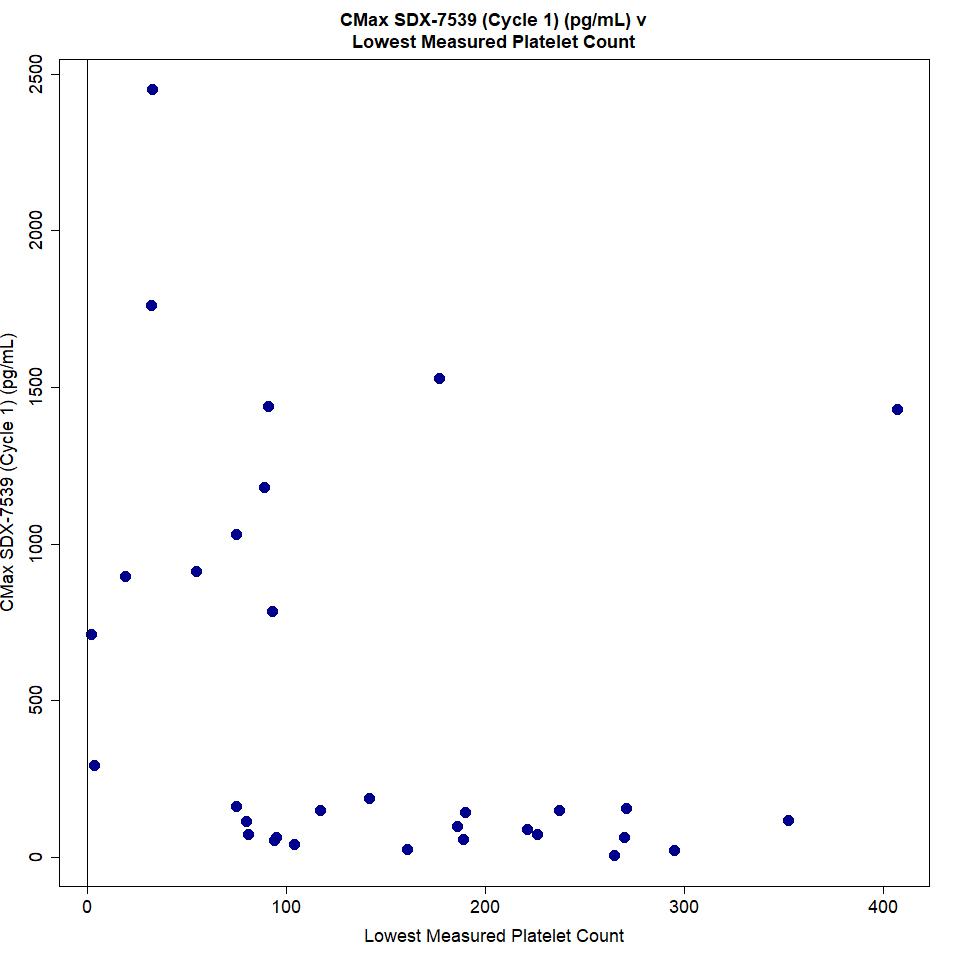 CMax SDX-7539 (Cycle 1) (pg/mL) v
Lowest Measured Platelet Count
CMax SDX-7539 (Cycle 1) (pg/mL)
2500
2000
1500
1000
500
0
0 100 200 300 400
Lowest Measured Platelet Count